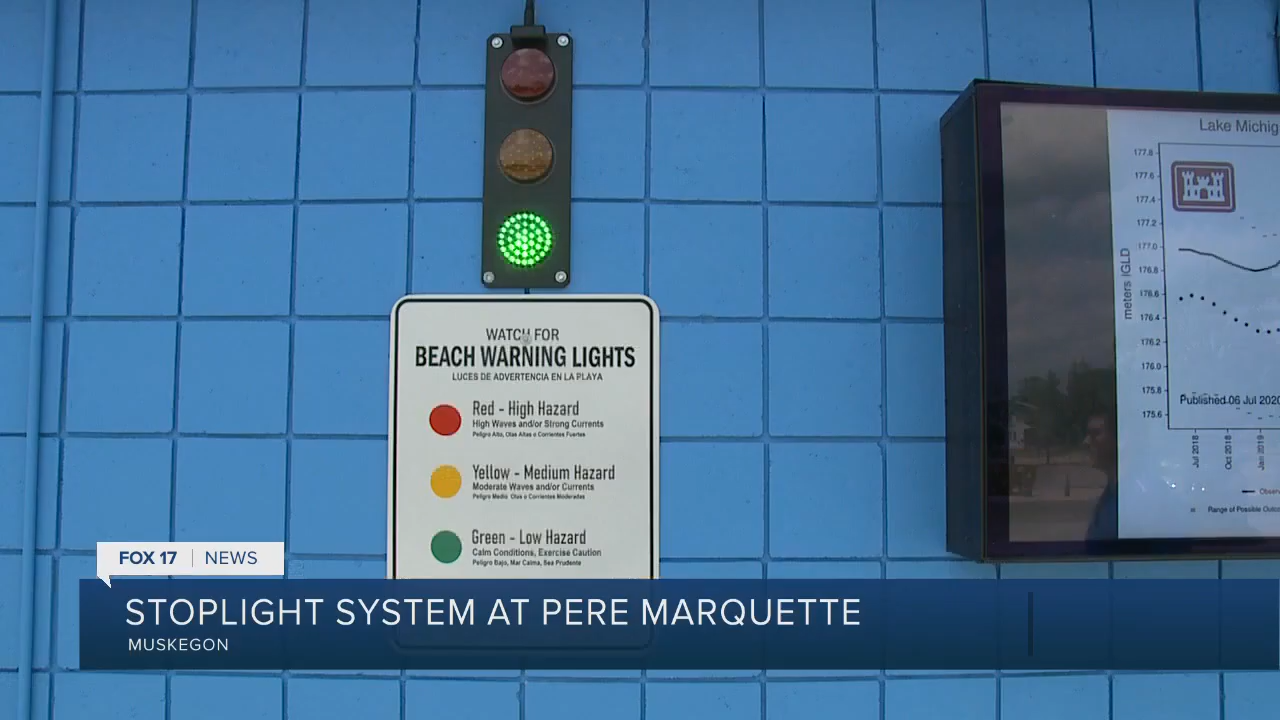 WATCH FOR
BEACH WARNING LIGHTS
LUCES DE ADVERTENCIA EN LA PLAYA
Red - High Hazard
High Waves and/or Strong Currents
Peligro Alto, Olas Altas o Corrientes Fuertes
Yellow - Medium Hazard
Moderate Waves and/or Currents
Peligro Medio Olas o Corrientes Moderadas
Green - Low Hazard
Calm Conditions, Exercise Caution
Peligro Bajo, Mar Calma, Sea Prudente
Lake Michig
177.8
177.6
177.4
177.0
176.8
176.6
176.4
176.2
176.0
175.8
175.6
meters IGLD
Published 06 Jul 2020
Jul 2018
Oct 2018
Jan 2019
Obser
Range of Possible Outc
FOX 17 | NEWS
STOPLIGHT SYSTEM AT PERE MARQUETTE
MUSKEGON